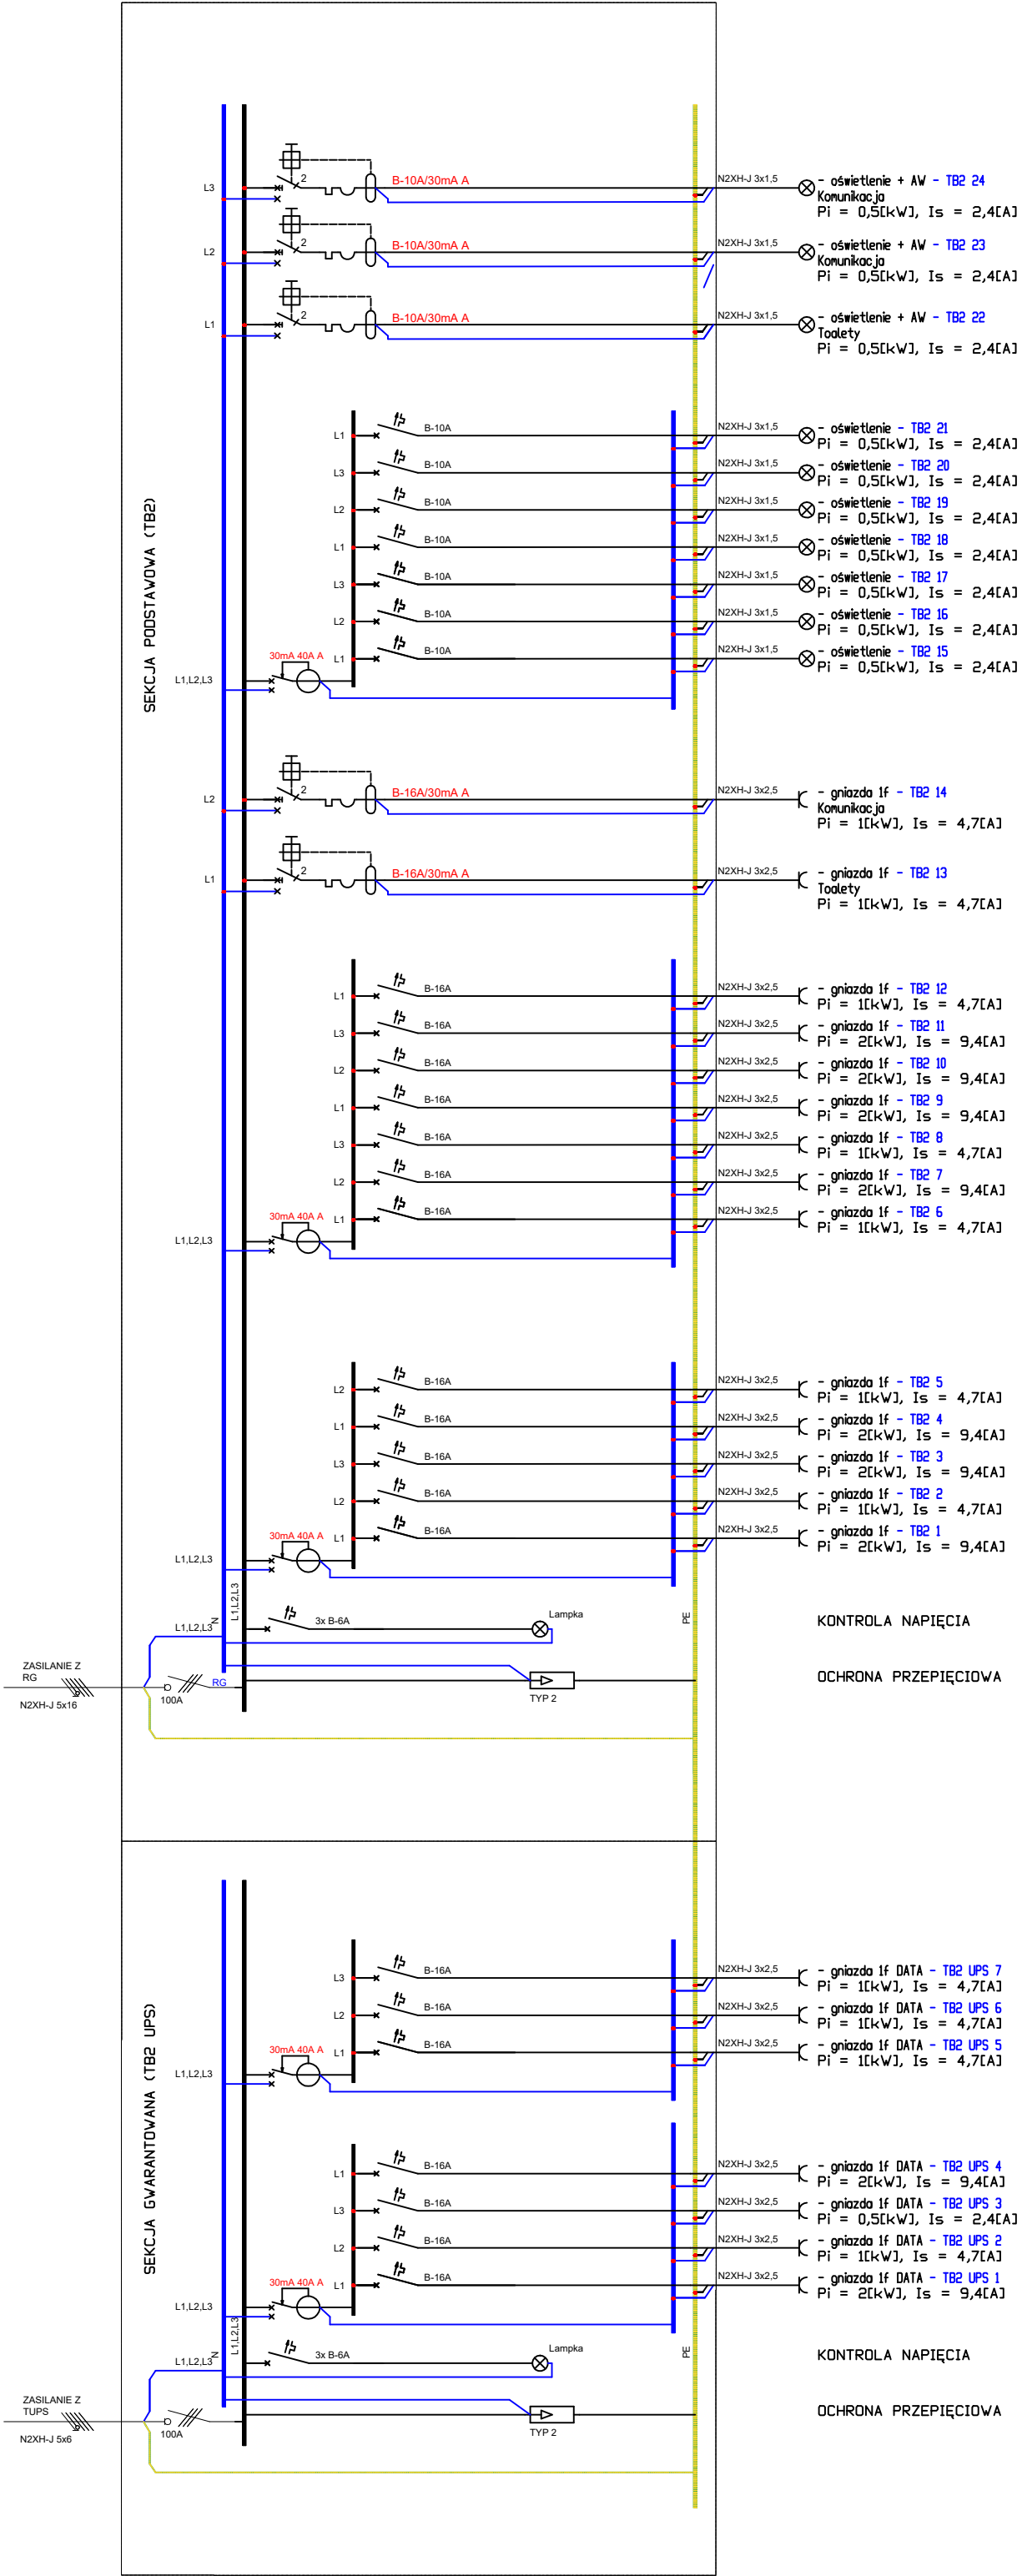 L3
2
B-10A/30mA A
N2XH-J 3x1,5
- oświetlenie + AW - TB2 24
Komunikacja
Pi = 0,5[kW], Is = 2,4[A]
L2
2
B-10A/30mA A
N2XH-J 3x1,5
- oświetlenie + AW - TB2 23
Komunikacja
Pi = 0,5[kW], Is = 2,4[A]
L1
2
B-10A/30mA A
N2XH-J 3x1,5
- oświetlenie + AW - TB2 22
Toalety
Pi = 0,5[kW], Is = 2,4[A]
SEKCJA PODSTAWOWA (TB2)
L1
B-10A
N2XH-J 3x1,5
- oświetlenie - TB2 21
Pi = 0,5[kW], Is = 2,4[A]
L3
B-10A
N2XH-J 3x1,5
- oświetlenie - TB2 20
Pi = 0,5[kW], Is = 2,4[A]
L2
B-10A
N2XH-J 3x1,5
- oświetlenie - TB2 19
Pi = 0,5[kW], Is = 2,4[A]
L1
B-10A
N2XH-J 3x1,5
- oświetlenie - TB2 18
Pi = 0,5[kW], Is = 2,4[A]
L3
B-10A
N2XH-J 3x1,5
- oświetlenie - TB2 17
Pi = 0,5[kW], Is = 2,4[A]
L2
B-10A
N2XH-J 3x1,5
- oświetlenie - TB2 16
Pi = 0,5[kW], Is = 2,4[A]
L1
B-10A
N2XH-J 3x1,5
- oświetlenie - TB2 15
Pi = 0,5[kW], Is = 2,4[A]
30mA 40A A
L1,L2,L3
L2
2
B-16A/30mA A
N2XH-J 3x2,5
- gniazda 1f - TB2 14
Komunikacja
Pi = 1[kW], Is = 4,7[A]
L1
2
B-16A/30mA A
N2XH-J 3x2,5
- gniazda 1f - TB2 13
Toalety
Pi = 1[kW], Is = 4,7[A]
L1
B-16A
N2XH-J 3x2,5
- gniazda 1f - TB2 12
Pi = 1[kW], Is = 4,7[A]
L3
B-16A
N2XH-J 3x2,5
- gniazda 1f - TB2 11
Pi = 2[kW], Is = 9,4[A]
L2
B-16A
N2XH-J 3x2,5
- gniazda 1f - TB2 10
Pi = 2[kW], Is = 9,4[A]
L1
B-16A
N2XH-J 3x2,5
- gniazda 1f - TB2 9
Pi = 2[kW], Is = 9,4[A]
L3
B-16A
N2XH-J 3x2,5
- gniazda 1f - TB2 8
Pi = 1[kW], Is = 4,7[A]
L2
B-16A
N2XH-J 3x2,5
- gniazda 1f - TB2 7
Pi = 2[kW], Is = 9,4[A]
L1
B-16A
N2XH-J 3x2,5
- gniazda 1f - TB2 6
Pi = 1[kW], Is = 4,7[A]
30mA 40A A
L1,L2,L3
L2
B-16A
N2XH-J 3x2,5
- gniazda 1f - TB2 5
Pi = 1[kW], Is = 4,7[A]
L1
B-16A
N2XH-J 3x2,5
- gniazda 1f - TB2 4
Pi = 2[kW], Is = 9,4[A]
L3
B-16A
N2XH-J 3x2,5
- gniazda 1f - TB2 3
Pi = 2[kW], Is = 9,4[A]
L2
B-16A
N2XH-J 3x2,5
- gniazda 1f - TB2 2
Pi = 1[kW], Is = 4,7[A]
L1
B-16A
N2XH-J 3x2,5
- gniazda 1f - TB2 1
Pi = 2[kW], Is = 9,4[A]
30mA 40A A
L1,L2,L3
L1,L2,L3
N
L1,L2,L3
3x B-6A
Lampka
PE
KONTROLA NAPIĘCIA
ZASILANIE Z
RG
N2XH-J 5x16
100A
RG
TYP 2
OCHRONA PRZEPIĘCIOWA
SEKCJA GWARANTOWANA (TB2 UPS)
L3
B-16A
N2XH-J 3x2,5
- gniazda 1f DATA - TB2 UPS 7
Pi = 1[kW], Is = 4,7[A]
L2
B-16A
N2XH-J 3x2,5
- gniazda 1f DATA - TB2 UPS 6
Pi = 1[kW], Is = 4,7[A]
L1
B-16A
N2XH-J 3x2,5
- gniazda 1f DATA - TB2 UPS 5
Pi = 1[kW], Is = 4,7[A]
30mA 40A A
L1,L2,L3
L1
B-16A
N2XH-J 3x2,5
- gniazda 1f DATA - TB2 UPS 4
Pi = 2[kW], Is = 9,4[A]
L3
B-16A
N2XH-J 3x2,5
- gniazda 1f DATA - TB2 UPS 3
Pi = 0,5[kW], Is = 2,4[A]
L2
B-16A
N2XH-J 3x2,5
- gniazda 1f DATA - TB2 UPS 2
Pi = 1[kW], Is = 4,7[A]
L1
B-16A
N2XH-J 3x2,5
- gniazda 1f DATA - TB2 UPS 1
Pi = 2[kW], Is = 9,4[A]
30mA 40A A
L1,L2,L3
L1,L2,L3
N
L1,L2,L3
3x B-6A
Lampka
PE
KONTROLA NAPIĘCIA
ZASILANIE Z
TUPS
N2XH-J 5x6
100A
TYP 2
OCHRONA PRZEPIĘCIOWA